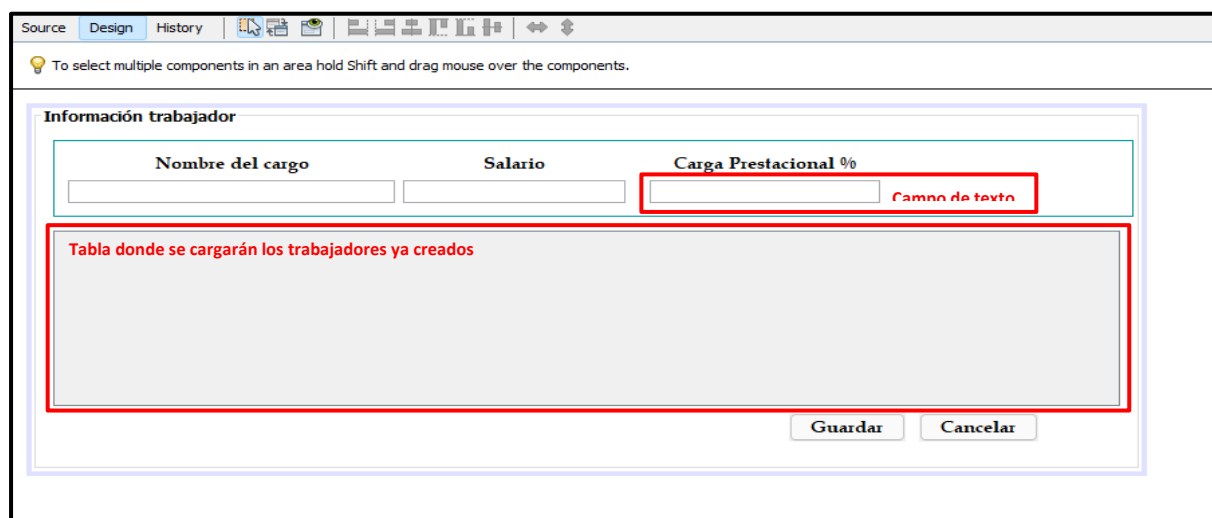 Source Design History
To select multiple components in an area hold Shift and drag mouse over the components.
Información trabajador
Nombre del cargo Salario Carga Prestacional %
Campo de texto
Tabla donde se cargarán los trabajadores ya creados
Guardar Cancelar